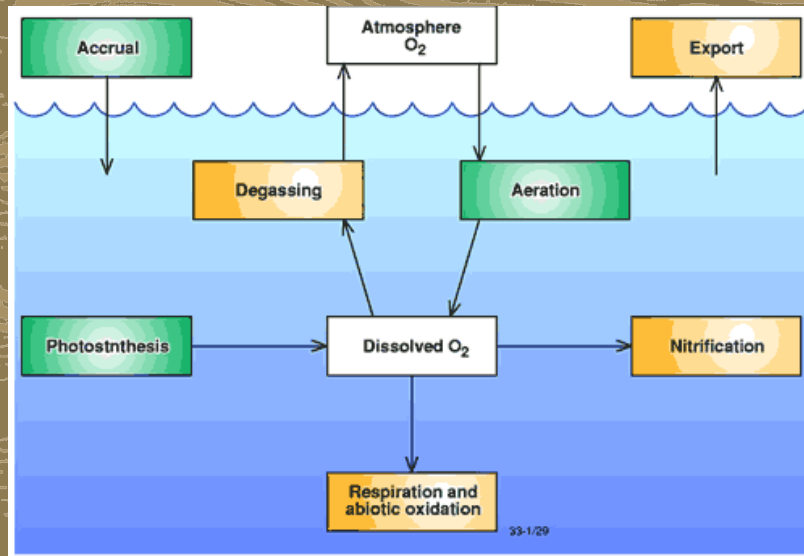 Accrual
Atmosphere
O₂
Export
Degassing
Aeration
Photostnthesis
Dissolved O₂
Nitrification
Respiration and
abiotic oxidation
33-1/29